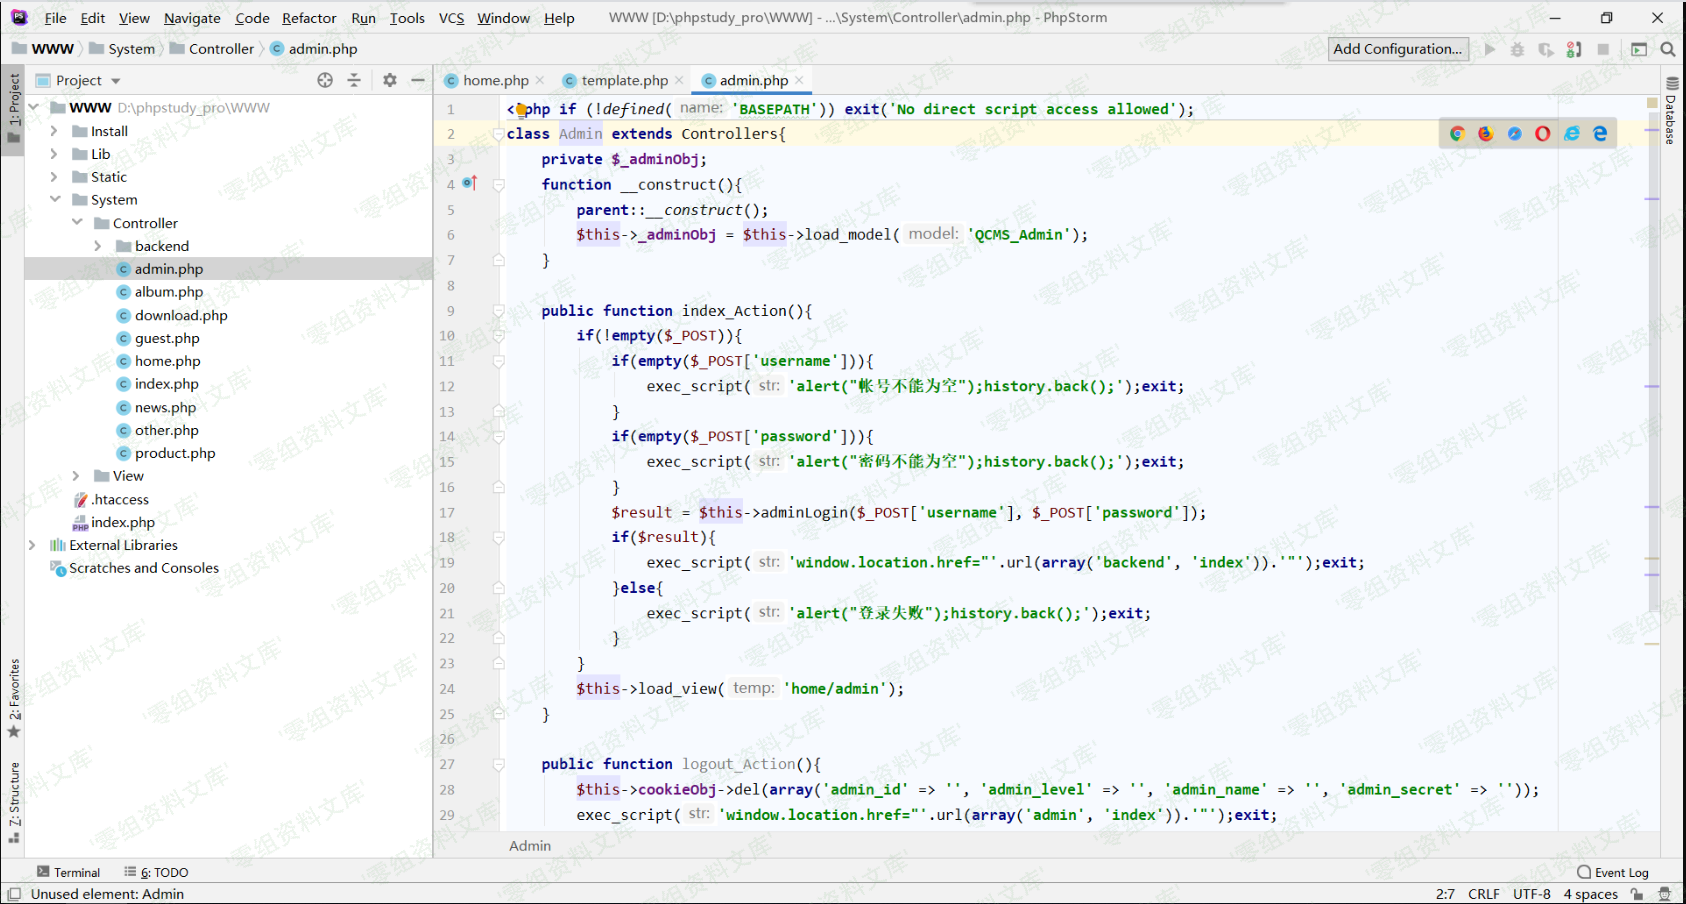 File Edit View Navigate Code Refactor Run Tools VCS Window Help WWW [D:\phpstudy_pro\WWW] - ...\System\Controller\admin.php - PhpStorm
WWW System Controller admin.php Add Configuration...
Project
home.php template.php admin.php
1: Project
Database
WWW D:\phpstudy_pro\WWW
Install
Lib
Static
System
Controller
backend
admin.php
album.php
download.php
guest.php
home.php
index.php
news.php
other.php
product.php
View
.htaccess
index.php
External Libraries
Scratches and Consoles
2: Favorites
Z: Structure
1 <?php if (!defined( name: 'BASEPATH')) exit('No direct script access allowed');
2 class Admin extends Controllers{
3 private $_adminObj;
4 function __construct(){
5 parent::__construct();
6 $this->_adminObj = $this->load_model( model: 'QCMS_Admin');
7 }
8
9 public function index_Action(){
10 if(!empty($_POST)){
11 if(empty($_POST['username'])){
12 exec_script( str: 'alert("帐号不能为空");history.back();');exit;
13 }
14 if(empty($_POST['password'])){
15 exec_script( str: 'alert("密码不能为空");history.back();');exit;
16 }
17 $result = $this->adminLogin($_POST['username'], $_POST['password']);
18 if($result){
19 exec_script( str: 'window.location.href="'.url(array('backend', 'index')).'"');exit;
20 }else{
21 exec_script( str: 'alert("登录失败");history.back();');exit;
22 }
23 }
24 $this->load_view( temp: 'home/admin');
25 }
26
27 public function logout_Action(){
28 $this->cookieObj->del(array('admin_id' => '', 'admin_level' => '', 'admin_name' => '', 'admin_secret' => ''));
29 exec_script( str: 'window.location.href="'.url(array('admin', 'index')).'"');exit;
Admin
Terminal 6: TODO Event Log
Unused element: Admin 2:7 CRLF UTF-8 4 spaces
'零组资料文库'